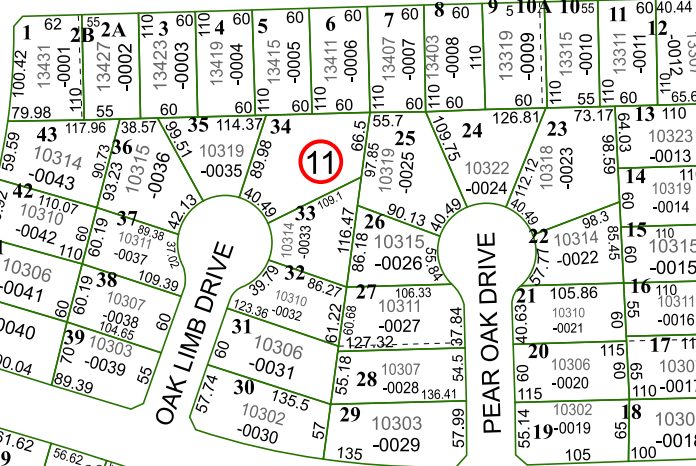 1 62 2B 55 2A 110 3 60 110 4 60 5 60 110 6 60 7 60 110 8 60 9 5 10A 10 55 11 60 40.44
100.42 13431 -0001 110 13427 -0002 13423 -0003 13419 -0004 13415 -0005 13411 -0006 13407 -0007 13403 -0008 110 13319 -0009 13315 -0010 13311 -0011 12 -0012
79.98 55 60 60 110 60 110 60 60 110 60 60 110 60 110 65.6
43 117.96 38.57 99.51 35 114.37 34 66.5 55.7 25 109.75 24 126.81 23 73.17 64.03 13 110
59.59 10314 -0043 90.73 36 10315 -0036 93.23 10319 -0035 89.98 11 97.85 10319 -0025 10322 -0024 112.12 10318 -0023 98.59 10323 -0013
14 10319 -0014 60
42 110.07 10310 -0042 110 60 37 89.38 10311 -0037 37.02 42.13 40.49 33 109.1 10314 -0033 116.47 26 90.13 40.49 40.49 98.3
60.19 109.39 86.18 10315 -0026 55.84 22 10314 -0022 57.77 85.45 15 60 10315 -0015
10306 -0041 60 60.19 38 10307 -0038 104.65 60 39.79 32 86.27 10310 -0032 123.36 61.22 27 106.33 60.68 10311 -0027 127.32 37.84 21 105.86 40.63 10310 -0021 60 16 55 10311 -0016
0040 39 70 10303 -0039 55 89.39 OAK LIMB DRIVE 60 31 10306 -0031 57.74 55.18 28 10307 -0028 136.41 54.5 PEAR OAK DRIVE 20 115 60 10306 -0020 60 115 17 65 110
00.04 30 135.5 10302 -0030 57 29 10303 -0029 135 57.99 55.14 10302 19 -0019 105 65 18 -0018 100
51.62 56.62